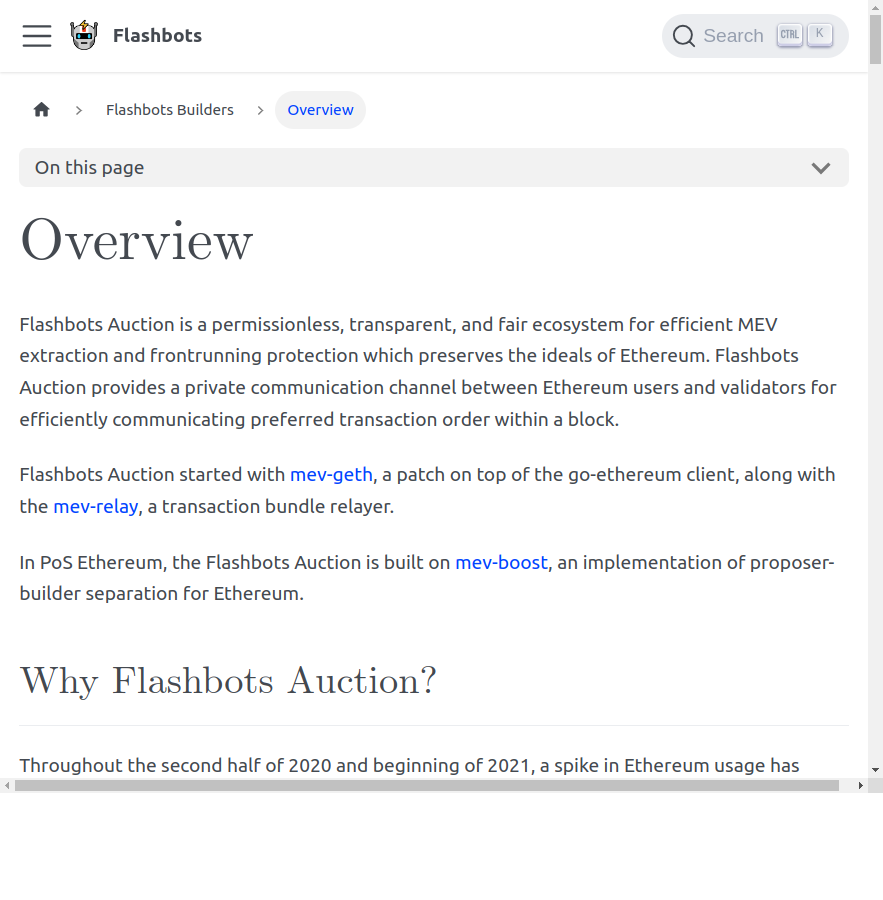 Flashbots
Search CTRL K
Flashbots Builders Overview
On this page
Overview
Flashbots Auction is a permissionless, transparent, and fair ecosystem for efficient MEV
extraction and frontrunning protection which preserves the ideals of Ethereum. Flashbots
Auction provides a private communication channel between Ethereum users and validators for
efficiently communicating preferred transaction order within a block.
Flashbots Auction started with mev-geth, a patch on top of the go-ethereum client, along with
the mev-relay, a transaction bundle relayer.
In PoS Ethereum, the Flashbots Auction is built on mev-boost, an implementation of proposer-
builder separation for Ethereum.
Why Flashbots Auction?
Throughout the second half of 2020 and beginning of 2021, a spike in Ethereum usage has